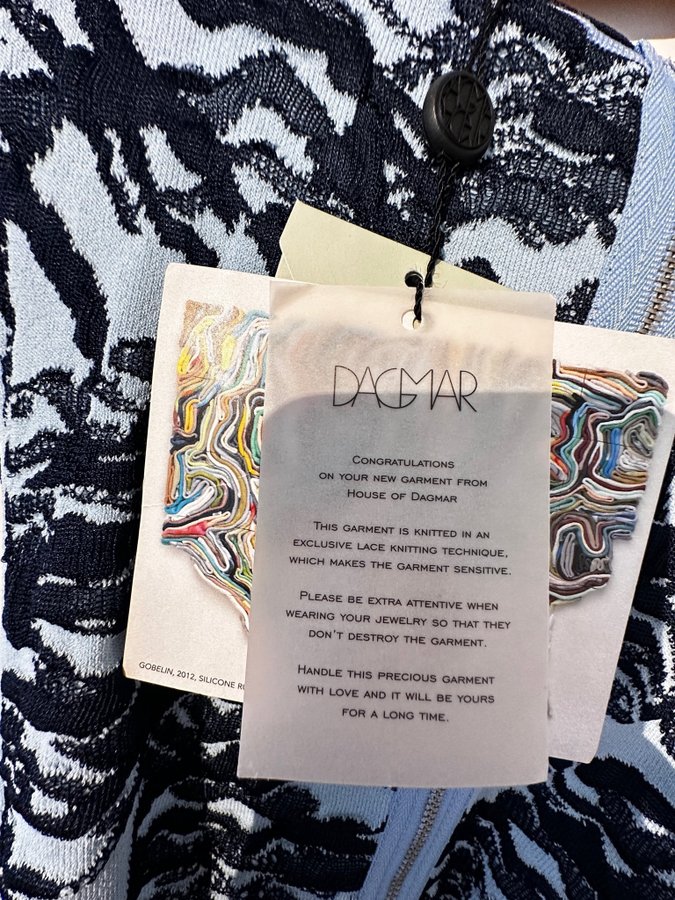 DAGMAR
CONGRATULATIONS
ON YOUR NEW GARMENT FROM
HOUSE OF DAGMAR
THIS GARMENT IS KNITTED IN AN
EXCLUSIVE LACE KNITTING TECHNIQUE,
WHICH MAKES THE GARMENT SENSITIVE.
PLEASE BE EXTRA ATTENTIVE WHEN
WEARING YOUR JEWELRY SO THAT THEY
DON'T DESTROY THE GARMENT.
HANDLE THIS PRECIOUS GARMENT
WITH LOVE AND IT WILL BE YOURS
FOR A LONG TIME.
GOBELIN, 2012, SILICONE